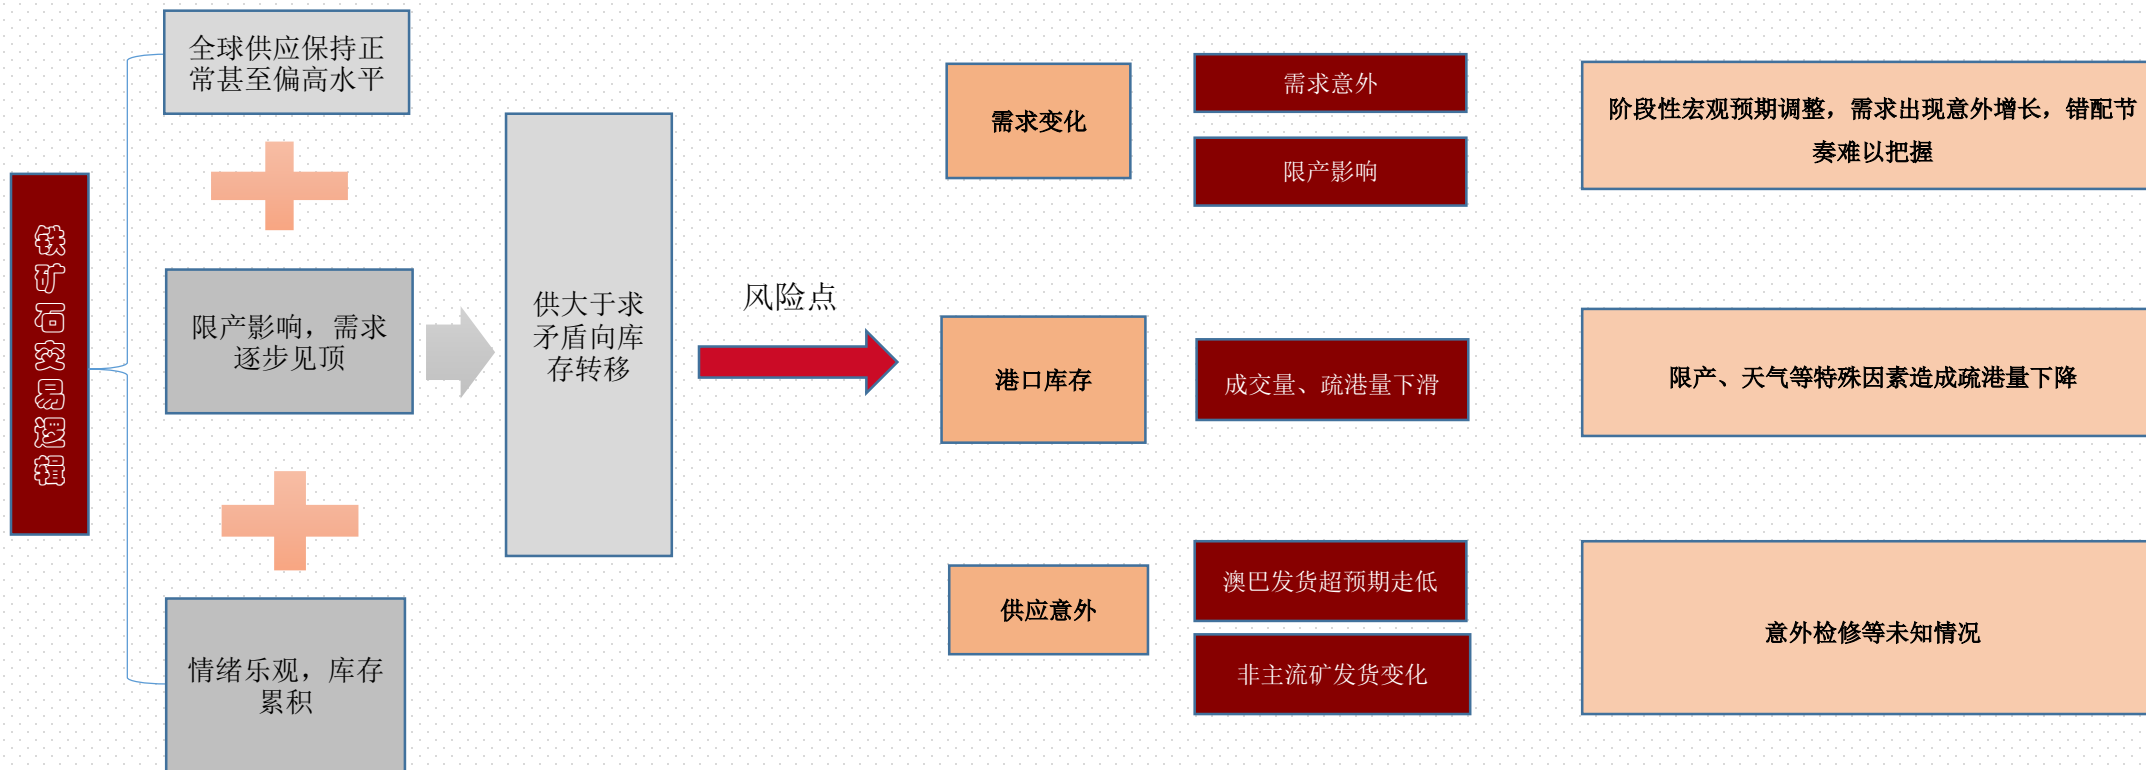 铁矿石交易逻辑
全球供应保持正
常甚至偏高水平
限产影响，需求
逐步见顶
情绪乐观，库存
累积
供大于求
矛盾向库
存转移
风险点
需求变化
需求意外
限产影响
阶段性宏观预期调整，需求出现意外增长，错配节
奏难以把握
港口库存
成交量、疏港量下滑
限产、天气等特殊因素造成疏港量下降
供应意外
澳巴发货超预期走低
非主流矿发货变化
意外检修等未知情况